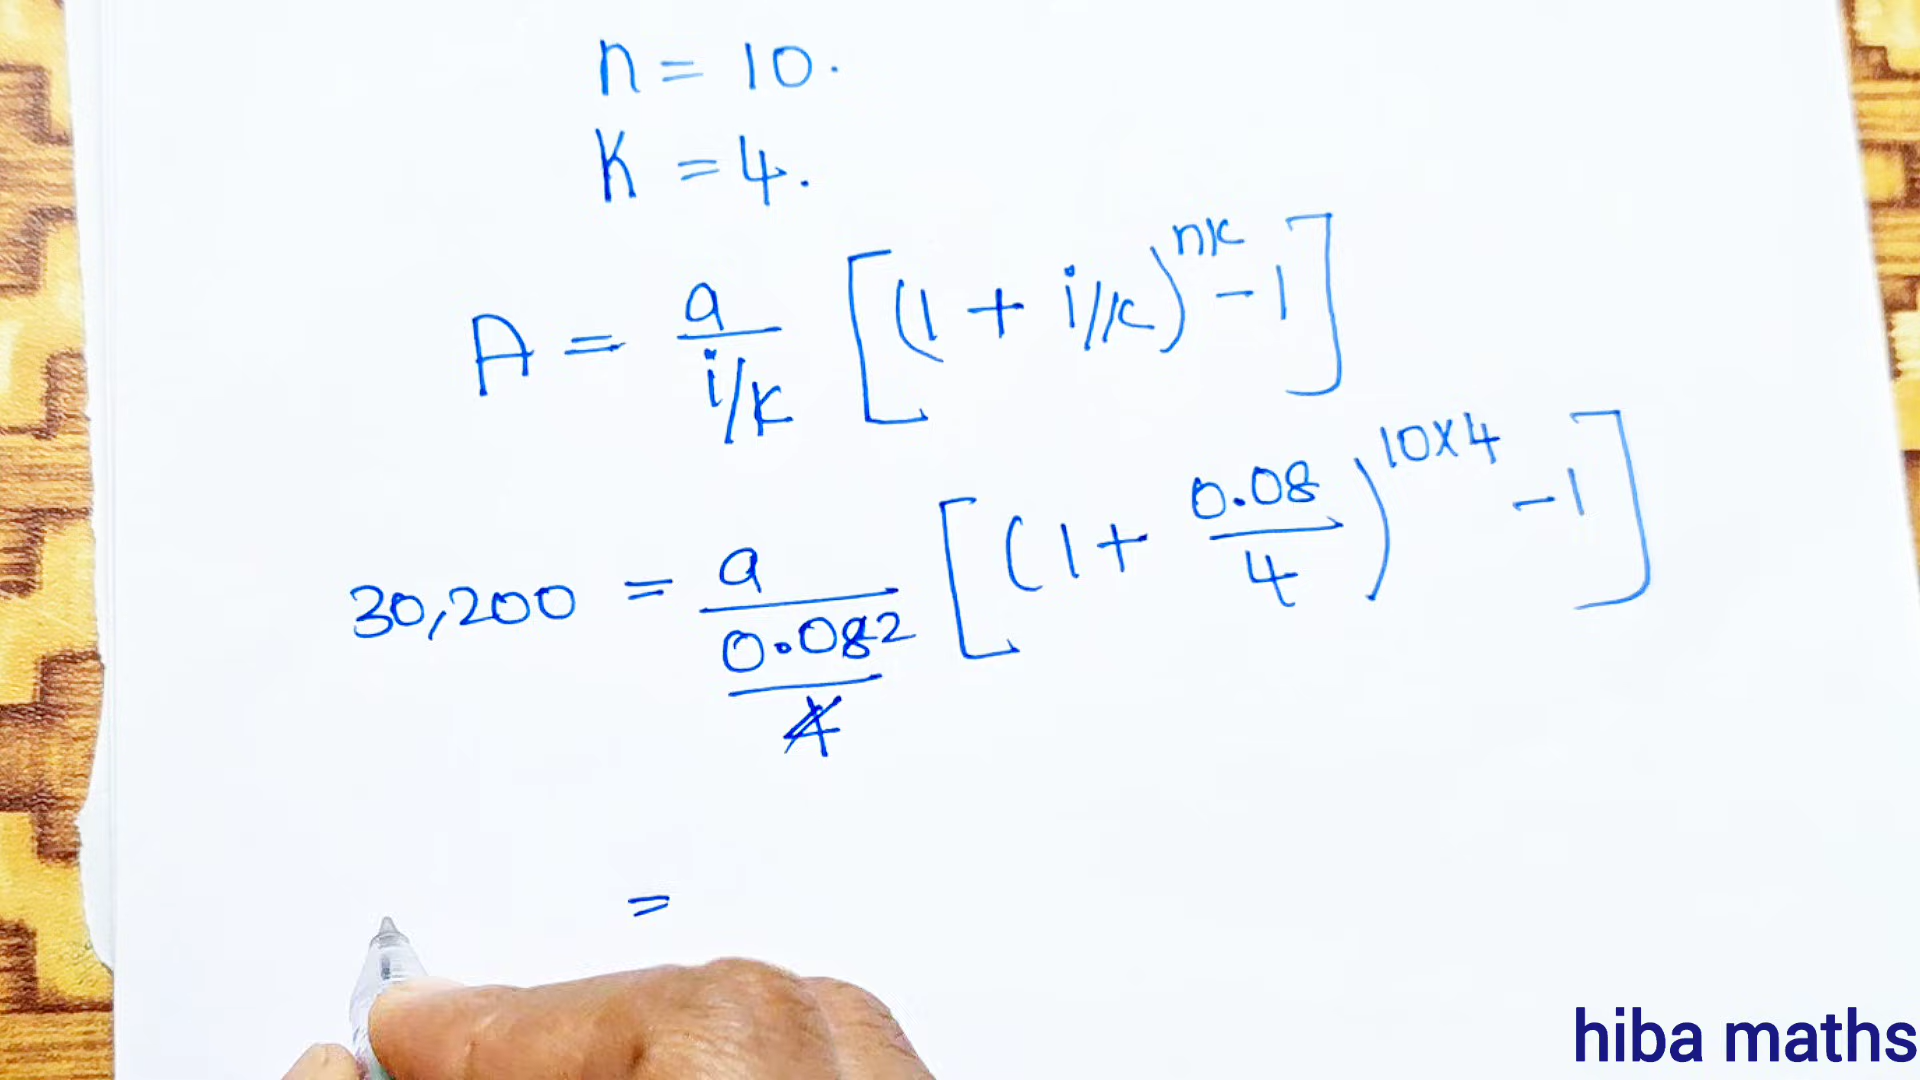 n = 10.
K = 4.
A = a / i/K [(1 + i/K)^nK - 1]
30,200 = a / 0.082 / 4 [(1 + 0.08 / 4)^10x4 - 1]
=
hiba maths